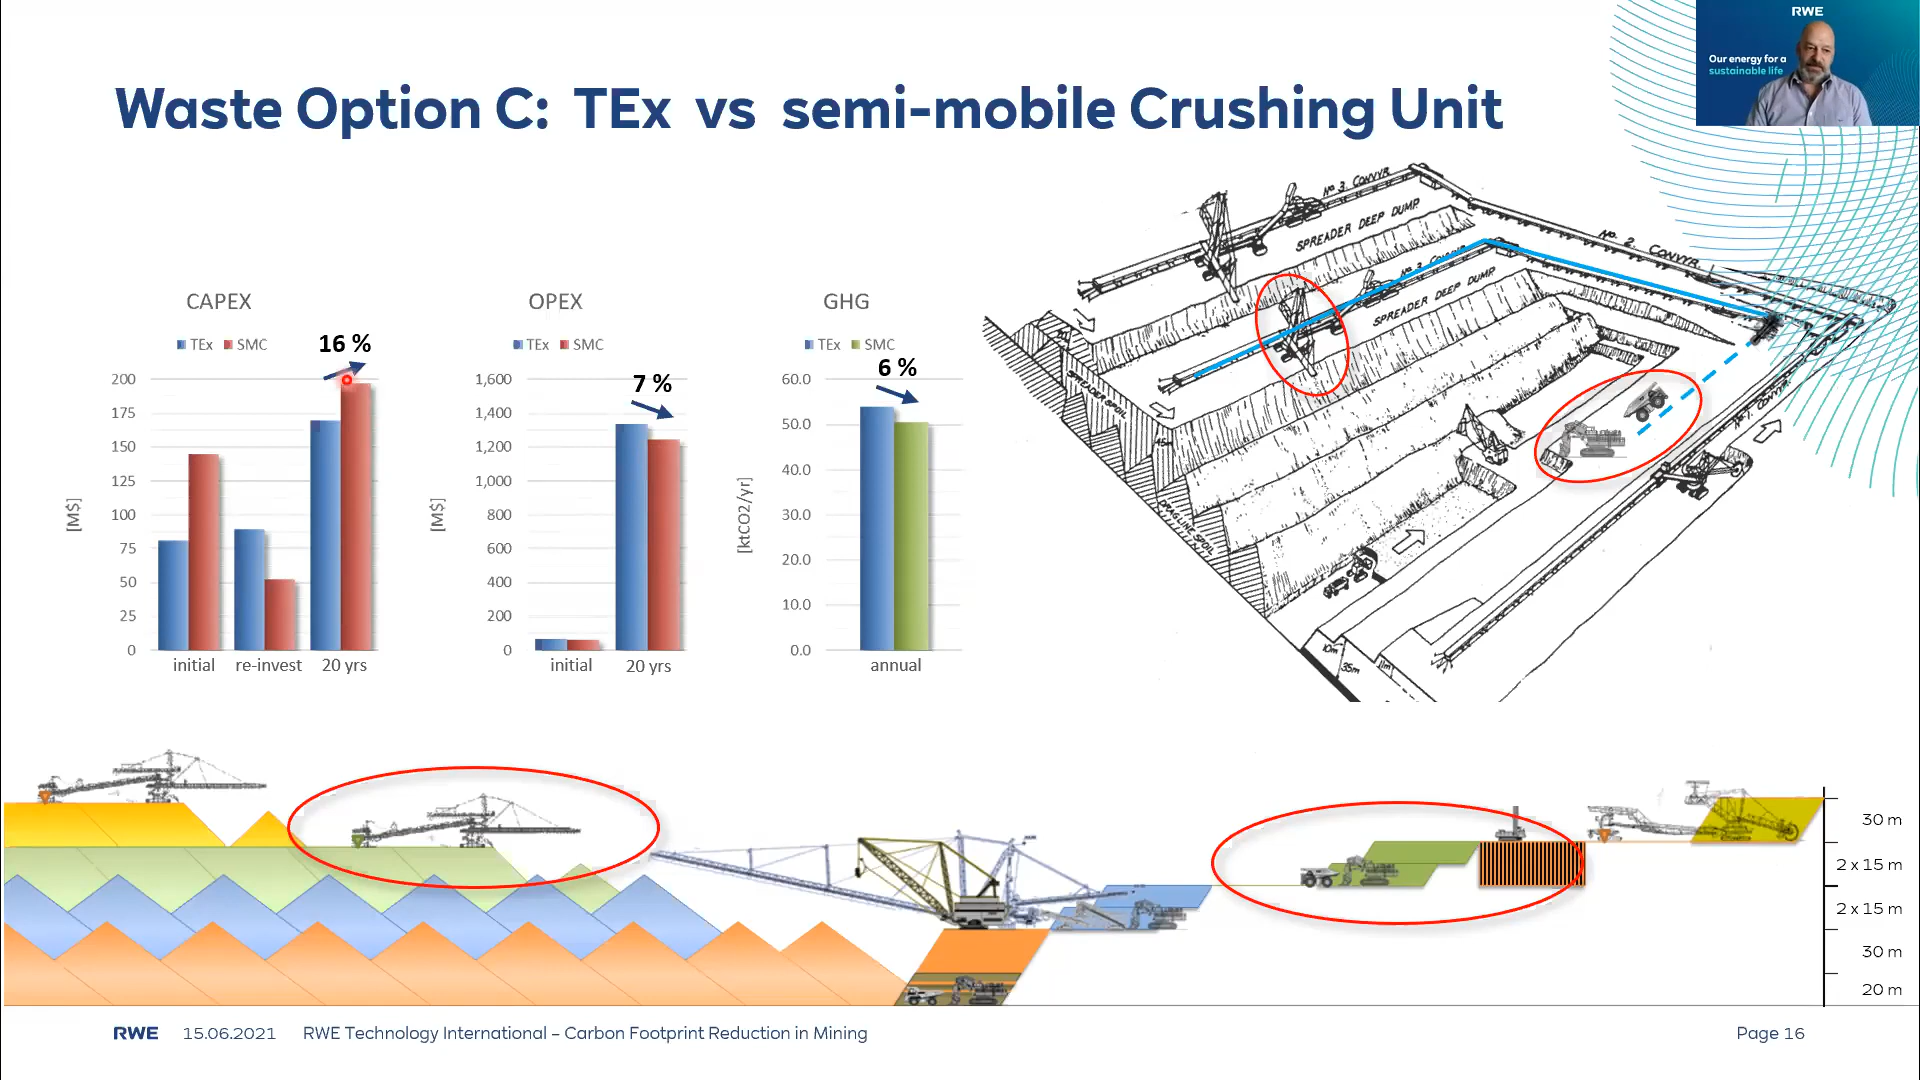 RWE
Our energy for a
sustainable life
Waste Option C: TEx vs semi-mobile Crushing Unit
CAPEX
TEx SMC
16 %
200
175
150
125
100
75
50
25
0
[M$]
initial re-invest 20 yrs
OPEX
TEx SMC
7 %
1,600
1,400
1,200
1,000
800
600
400
200
0
[M$]
initial 20 yrs
GHG
TEx SMC
6 %
60.0
50.0
40.0
30.0
20.0
10.0
0.0
[ktCO2/yr]
annual
No 3. CONVYR.
SPREADER DEEP DUMP.
No. 2. CONVYR.
No 3. CONVYR
SPREADER DEEP DUMP.
SPREADER SPOIL
45m
DRAGLINE SPOIL
No 1. CONVYR.
10m
35m
11m
30 m
2 x 15 m
2 x 15 m
30 m
20 m
RWE 15.06.2021 RWE Technology International – Carbon Footprint Reduction in Mining Page 16